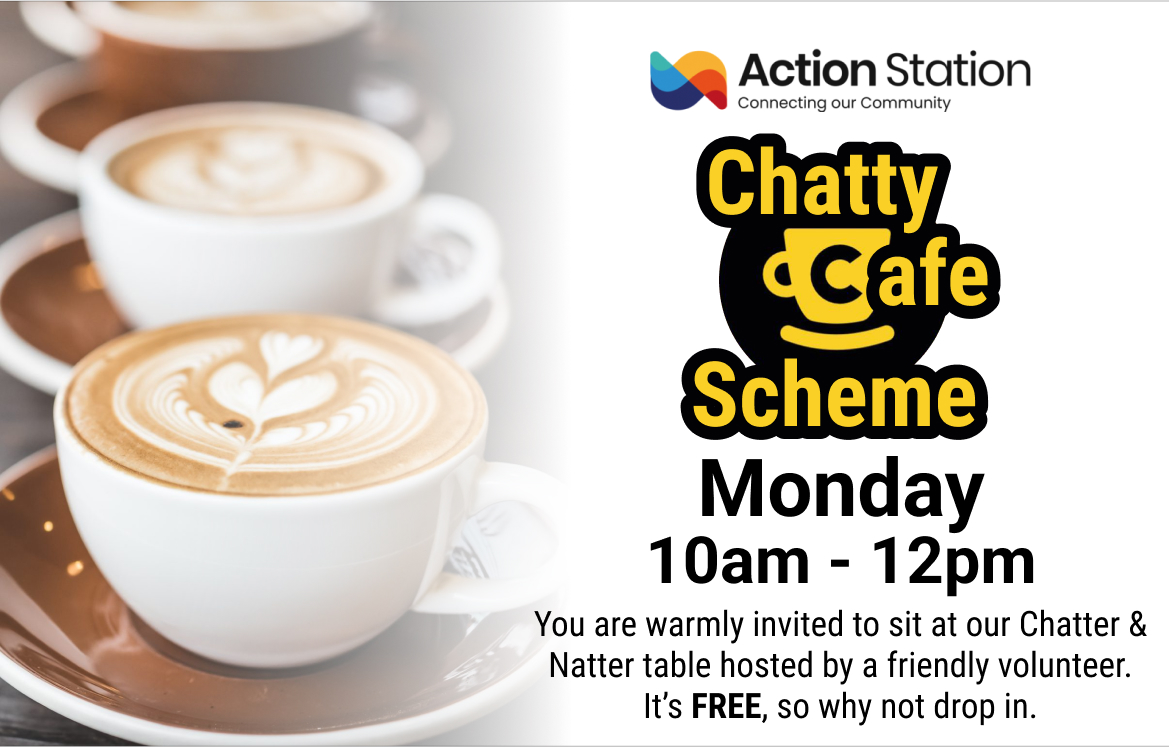 Action Station
Connecting our Community
Chatty
Cafe
Scheme
Monday
10am - 12pm
You are warmly invited to sit at our Chatter &
Natter table hosted by a friendly volunteer.
It's FREE, so why not drop in.